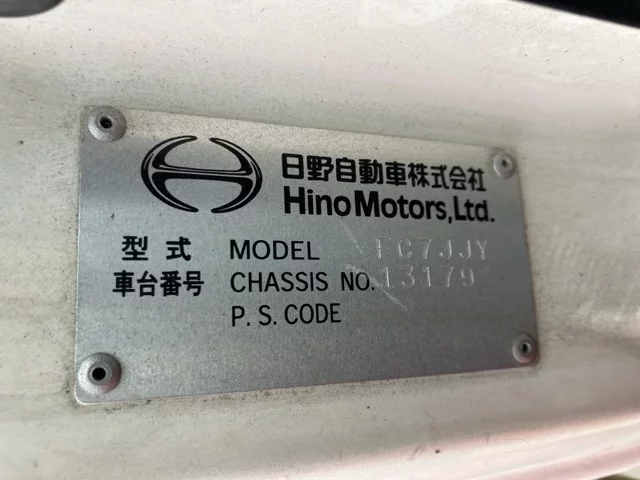 日野自動車株式会社
Hino Motors, Ltd.
型式 MODEL FC7JJY
車台番号 CHASSIS NO. 13179
P. S. CODE